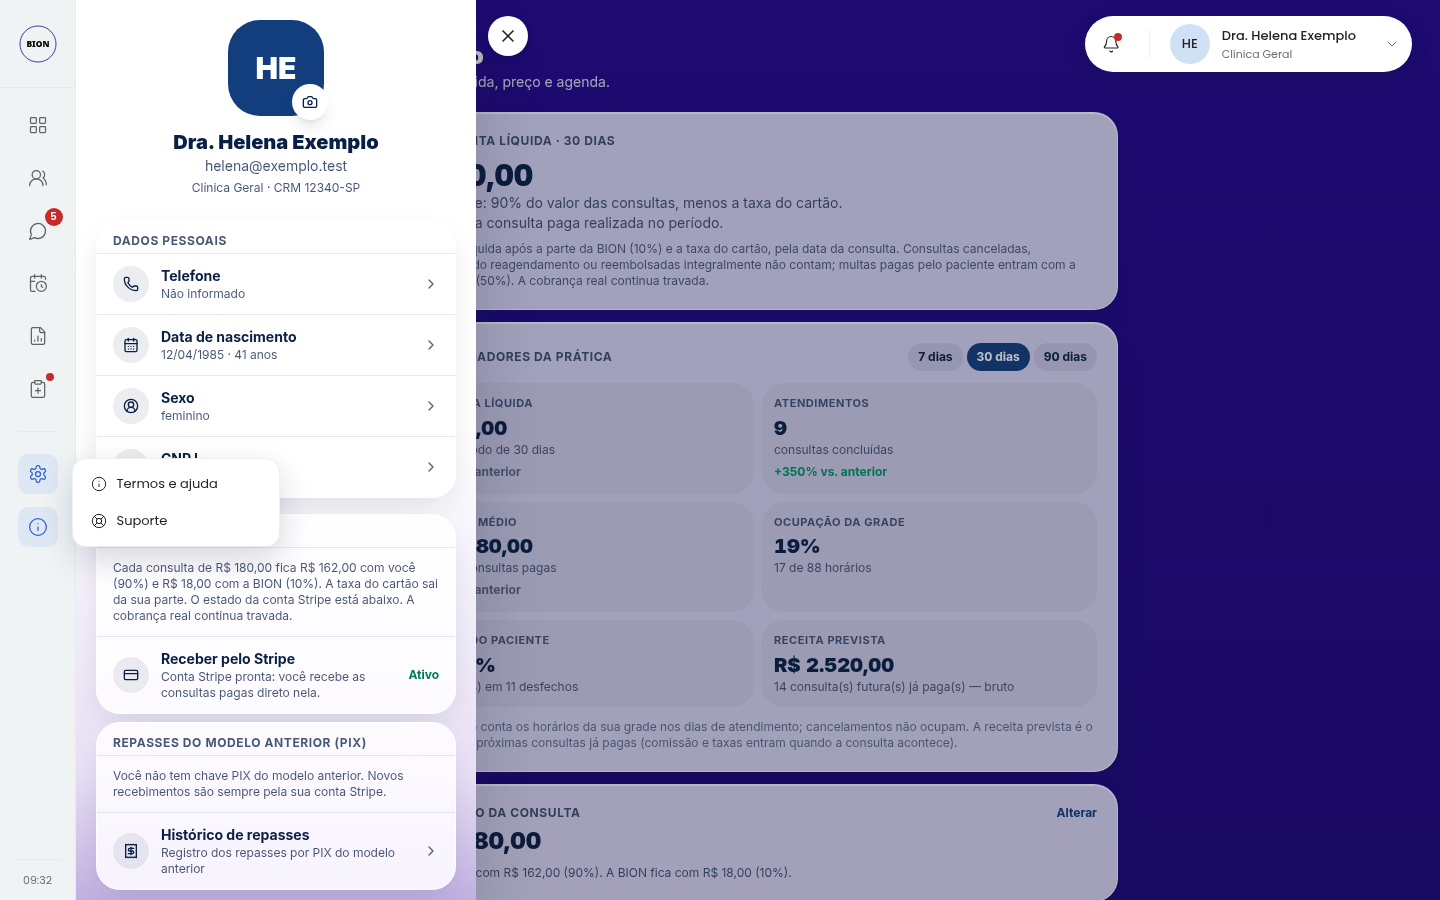 BION
5
09:32
HE
Dra. Helena Exemplo
helena@exemplo.test
Clínica Geral · CRM 12340-SP
DADOS PESSOAIS
Telefone
Não informado
Data de nascimento
12/04/1985 · 41 anos
Sexo
feminino
Termos e ajuda
Suporte
Cada consulta de R$ 180,00 fica R$ 162,00 com você
(90%) e R$ 18,00 com a BION (10%). A taxa do cartão sai
da sua parte. O estado da conta Stripe está abaixo. A
cobrança real continua travada.
Receber pelo Stripe
Conta Stripe pronta: você recebe as
consultas pagas direto nela.
Ativo
REPASSES DO MODELO ANTERIOR (PIX)
Você não tem chave PIX do modelo anterior. Novos
recebimentos são sempre pela sua conta Stripe.
Histórico de repasses
Registro dos repasses por PIX do modelo
anterior
HE
Dra. Helena Exemplo
Clínica Geral
ida, preço e agenda.
LÍQUIDA · 30 DIAS
0,00
e: 90% do valor das consultas, menos a taxa do cartão.
a consulta paga realizada no período.
após a parte da BION (10%) e a taxa do cartão, pela data da consulta. Consultas canceladas,
do reagendamento ou reembolsadas integralmente não contam; multas pagas pelo paciente entram com a
(50%). A cobrança real continua travada.
ADORES DA PRÁTICA
7 dias
30 dias
90 dias
A LÍQUIDA
,00
do de 30 dias
anterior
ATENDIMENTOS
9
consultas concluídas
+350% vs. anterior
MÉDIO
80,00
nsultas pagas
anterior
OCUPAÇÃO DA GRADE
19%
17 de 88 horários
DO PACIENTE
%
) em 11 desfechos
RECEITA PREVISTA
R$ 2.520,00
14 consulta(s) futura(s) já paga(s) — bruto
conta os horários da sua grade nos dias de atendimento; cancelamentos não ocupam. A receita prevista é o
próximas consultas já pagas (comissão e taxas entram quando a consulta acontece).
O DA CONSULTA
Alterar
80,00
com R$ 162,00 (90%). A BION fica com R$ 18,00 (10%).